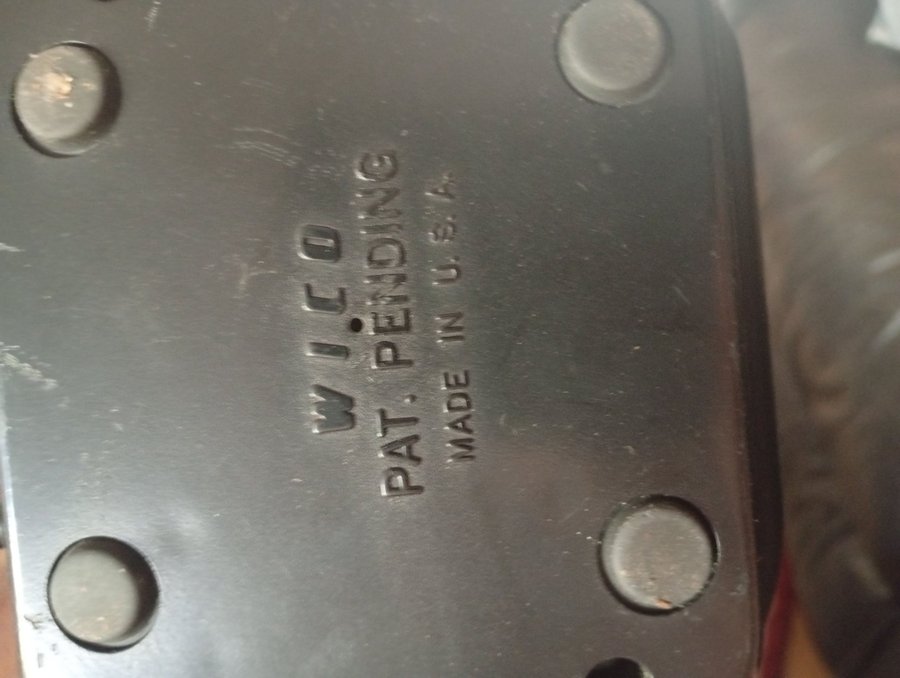 WICO
PAT. PENDING
MADE IN U.S.A.